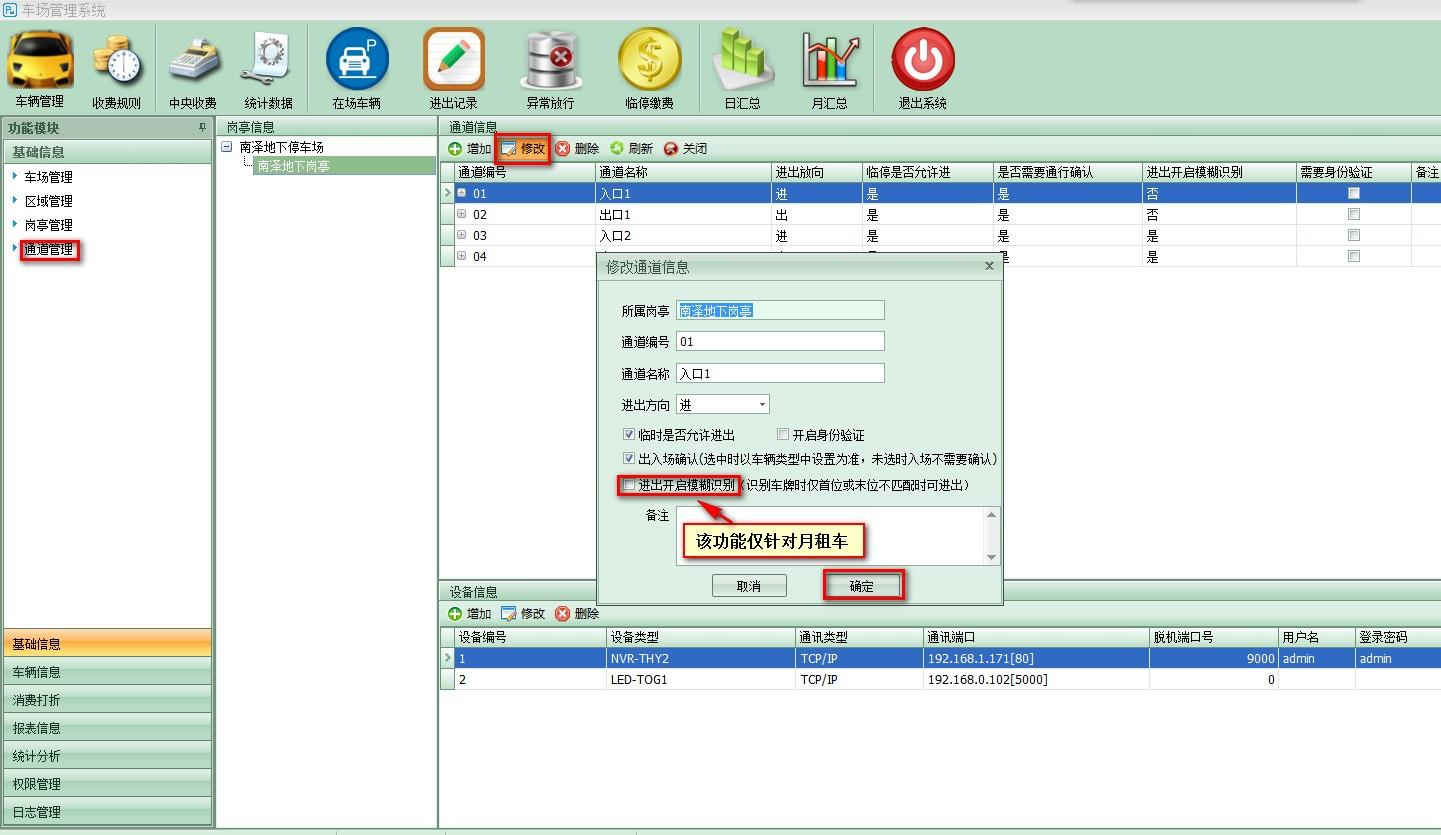 车场管理系统
车辆管理 收费规则 中央收费 统计数据 在场车辆 进出记录 异常放行 临停缴费 日汇总 月汇总 退出系统
功能模块
基础信息
车场管理
区域管理
岗亭管理
通道管理
基础信息
车辆信息
消费打折
报表信息
统计分析
权限管理
日志管理
岗亭信息
南泽地下停车场
南泽地下岗亭
通道信息
增加 修改 删除 刷新 关闭
通道编号 通道名称 进出放向 临停是否允许进 是否需要通行确认 进出开启模糊识别 需要身份验证 备注
01 入口1 进 是 是 否
02 出口1 出 是 是 否
03 入口2 进 是 是 是
04 是 是
修改通道信息
所属岗亭 南泽地下岗亭
通道编号 01
通道名称 入口1
进出方向 进
临时是否允许进出 开启身份验证
出入场确认(选中时以车辆类型中设置为准，未选时入场不需要确认)
进出开启模糊识别（识别车牌时仅首位或末位不匹配时可进出）
备注
该功能仅针对月租车
取消 确定
设备信息
增加 修改 删除
设备编号 设备类型 通讯类型 通讯端口 脱机端口号 用户名 登录密码
1 NVR-THY2 TCP/IP 192.168.1.171[80] 9000 admin admin
2 LED-TOG1 TCP/IP 192.168.0.102[5000] 0